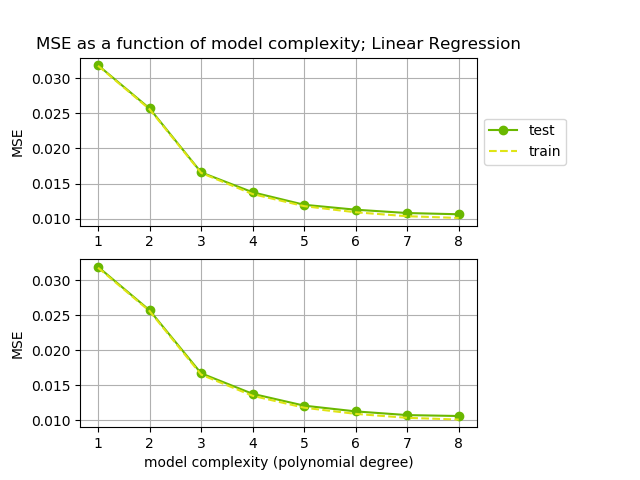 MSE as a function of model complexity; Linear Regression
MSE
0.030
0.025
0.020
0.015
0.010
1 2 3 4 5 6 7 8
test
train
MSE
0.030
0.025
0.020
0.015
0.010
1 2 3 4 5 6 7 8
model complexity (polynomial degree)